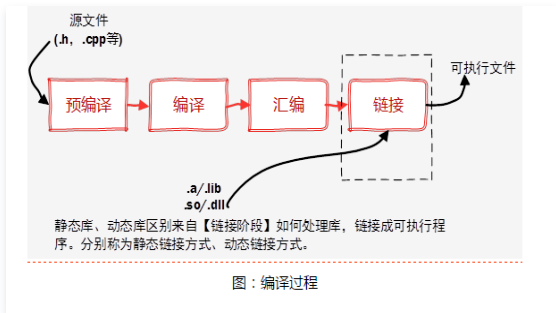 源文件
(.h, .cpp等)
可执行文件
预编译
编译
汇编
链接
.a/.lib
.so/.dll
静态库、动态库区别来自【链接阶段】如何处理库，链接成可执行程
序。分别称为静态链接方式、动态链接方式。
图：编译过程